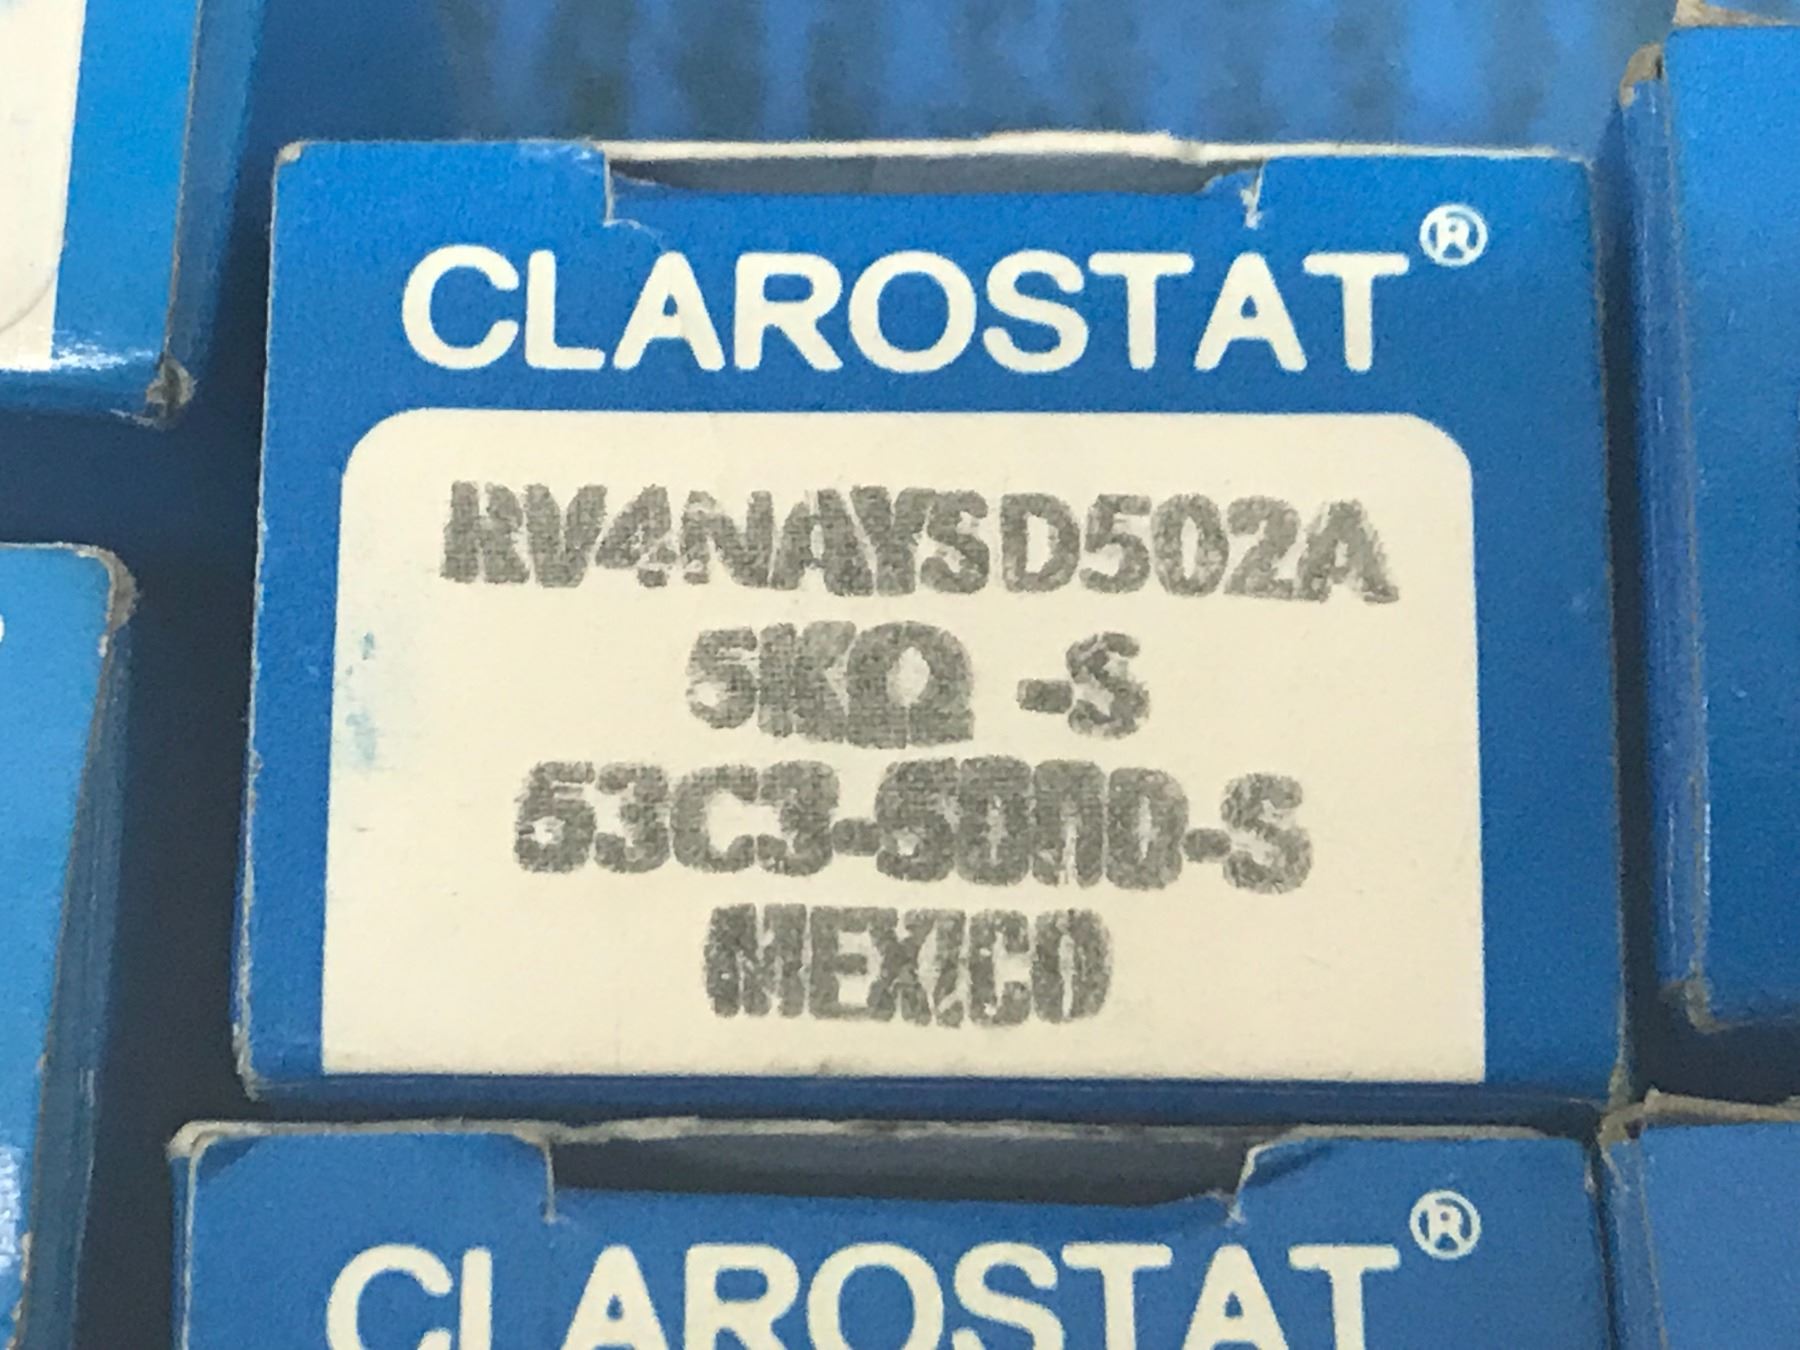 CLAROSTAT®
RV4NAYSD502A
5KΩ -S
53C3-5000-S
MEXICO
CLAROSTAT®